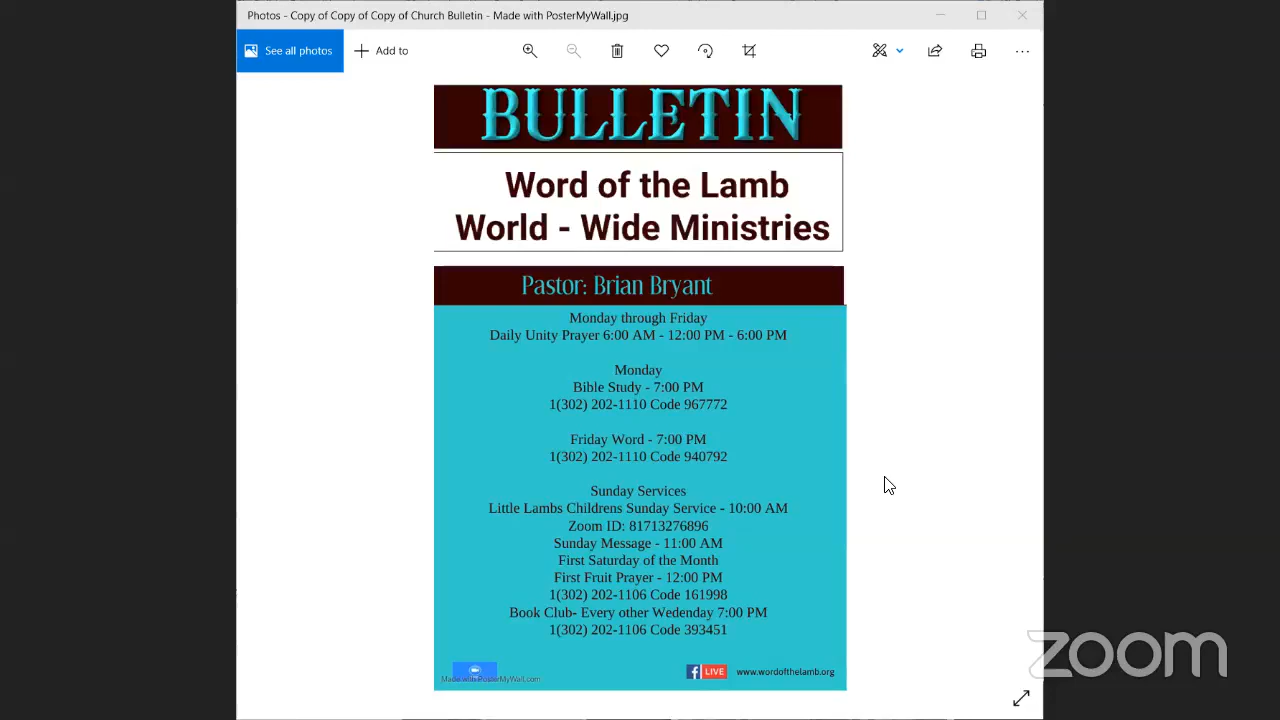 Photos - Copy of Copy of Copy of Church Bulletin - Made with PosterMyWall.jpg
See all photos
Add to
BULLETIN
Word of the Lamb
World - Wide Ministries
Pastor: Brian Bryant
Monday through Friday
Daily Unity Prayer 6:00 AM - 12:00 PM - 6:00 PM
Monday
Bible Study - 7:00 PM
1(302) 202-1110 Code 967772
Friday Word - 7:00 PM
1(302) 202-1110 Code 940792
Sunday Services
Little Lambs Childrens Sunday Service - 10:00 AM
Zoom ID: 81713276896
Sunday Message - 11:00 AM
First Saturday of the Month
First Fruit Prayer - 12:00 PM
1(302) 202-1106 Code 161998
Book Club- Every other Wedenday 7:00 PM
1(302) 202-1106 Code 393451
Made with PosterMyWall.com
f LIVE www.wordofthelamb.org
zoom